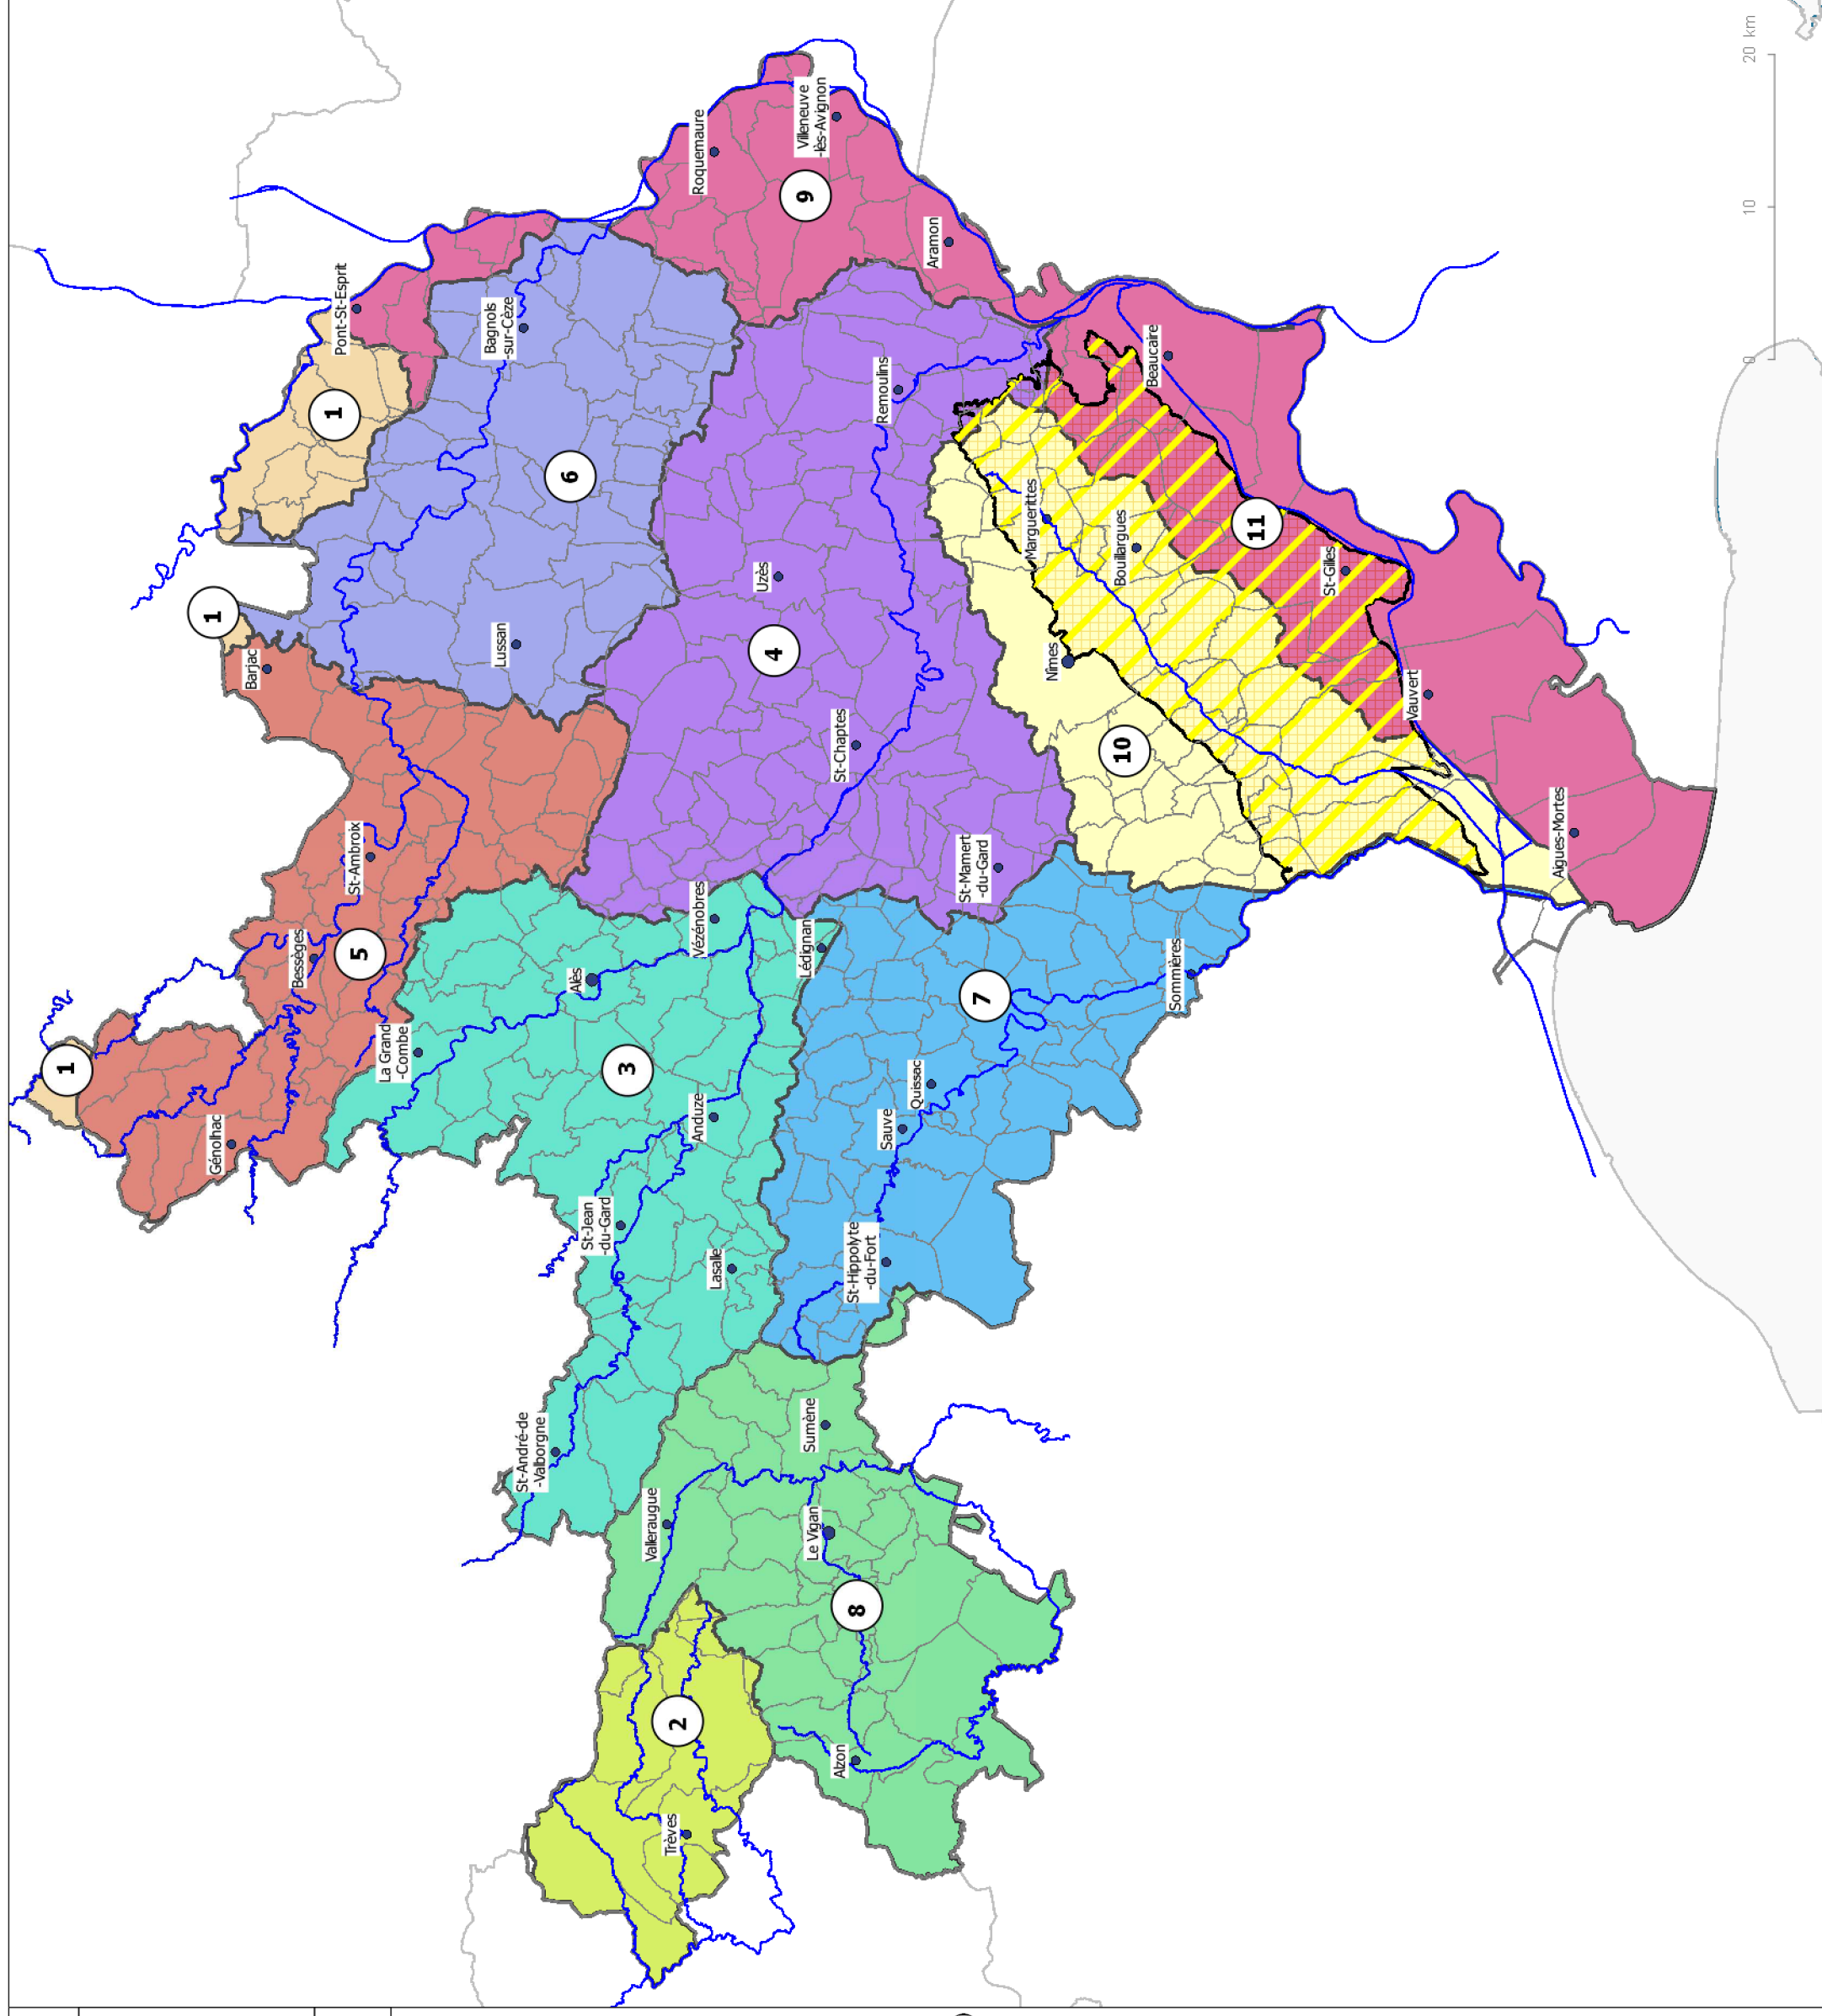 Génolhac
1
Bessèges
5
La Grand
-Combe
St-Ambroix
Barjac
1
1
Pont-St-Esprit
Bagnols
-sur-Cèze
6
Lussan
St-André-de
-Valborgne
St-Jean
-du-Gard
3
Alès
Anduze
Lasalle
Vézénobres
Lédignan
Uzès
4
St-Chaptes
Remoulins
St-Mamert
-du-Gard
Roquemaure
Villeneuve
-lès-Avignon
9
Aramon
Trèves
2
Valleraugue
Sumène
Le Vigan
8
Alzon
St-Hippolyte
-du-Fort
Sauve
Quissac
7
Sommières
Nîmes
10
Marguerittes
Bouillargues
Beaucaire
11
St-Gilles
Vauvert
Aigues-Mortes
0
10
20 km